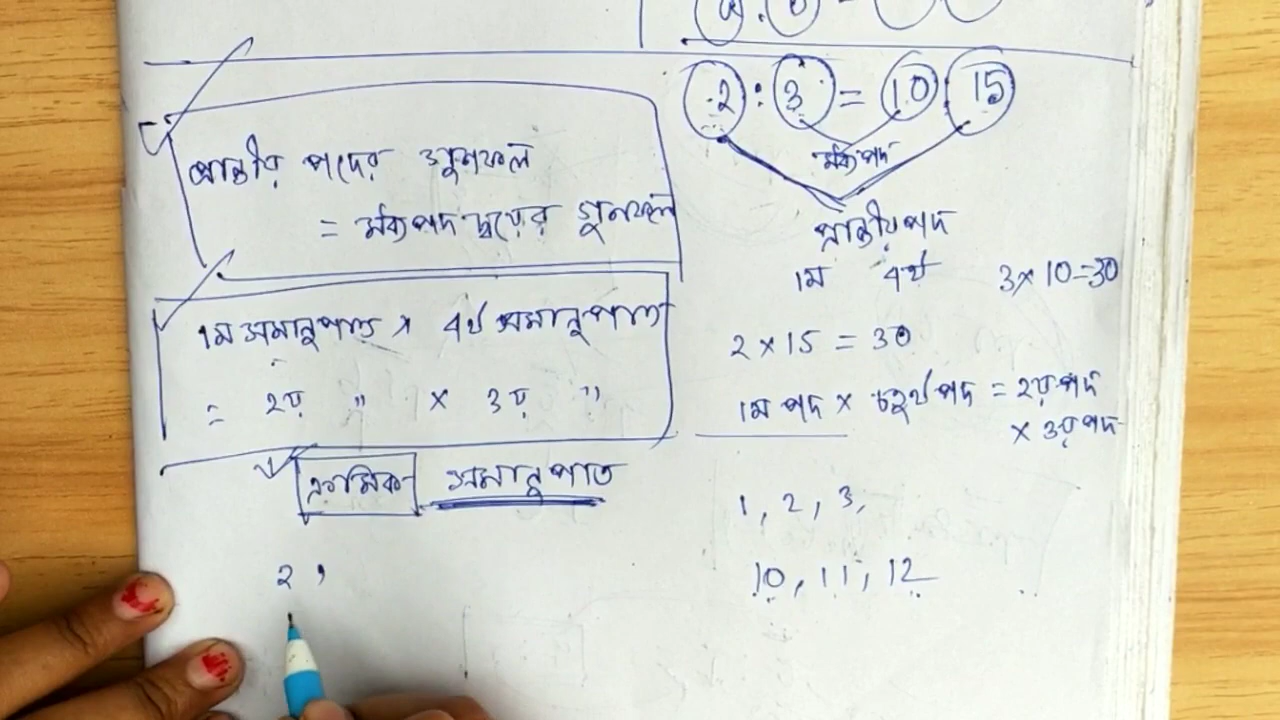 2 : 3 = 10 15
মধ্যপদ
প্রান্তীয় পদ
1ম 4র্থ 3 × 10 = 30
2 × 15 = 30
1ম পদ × চতুর্থ পদ = 2য় পদ
× 3য় পদ
প্রান্তীয় পদের গুনফল
= মধ্যপদ দ্বয়ের গুনফল
1ম সমানুপাত × 4র্থ সমানুপাত
= 2য় " × 3য় "
ক্রমিক সমানুপাত
1, 2, 3,
10, 11, 12
২,